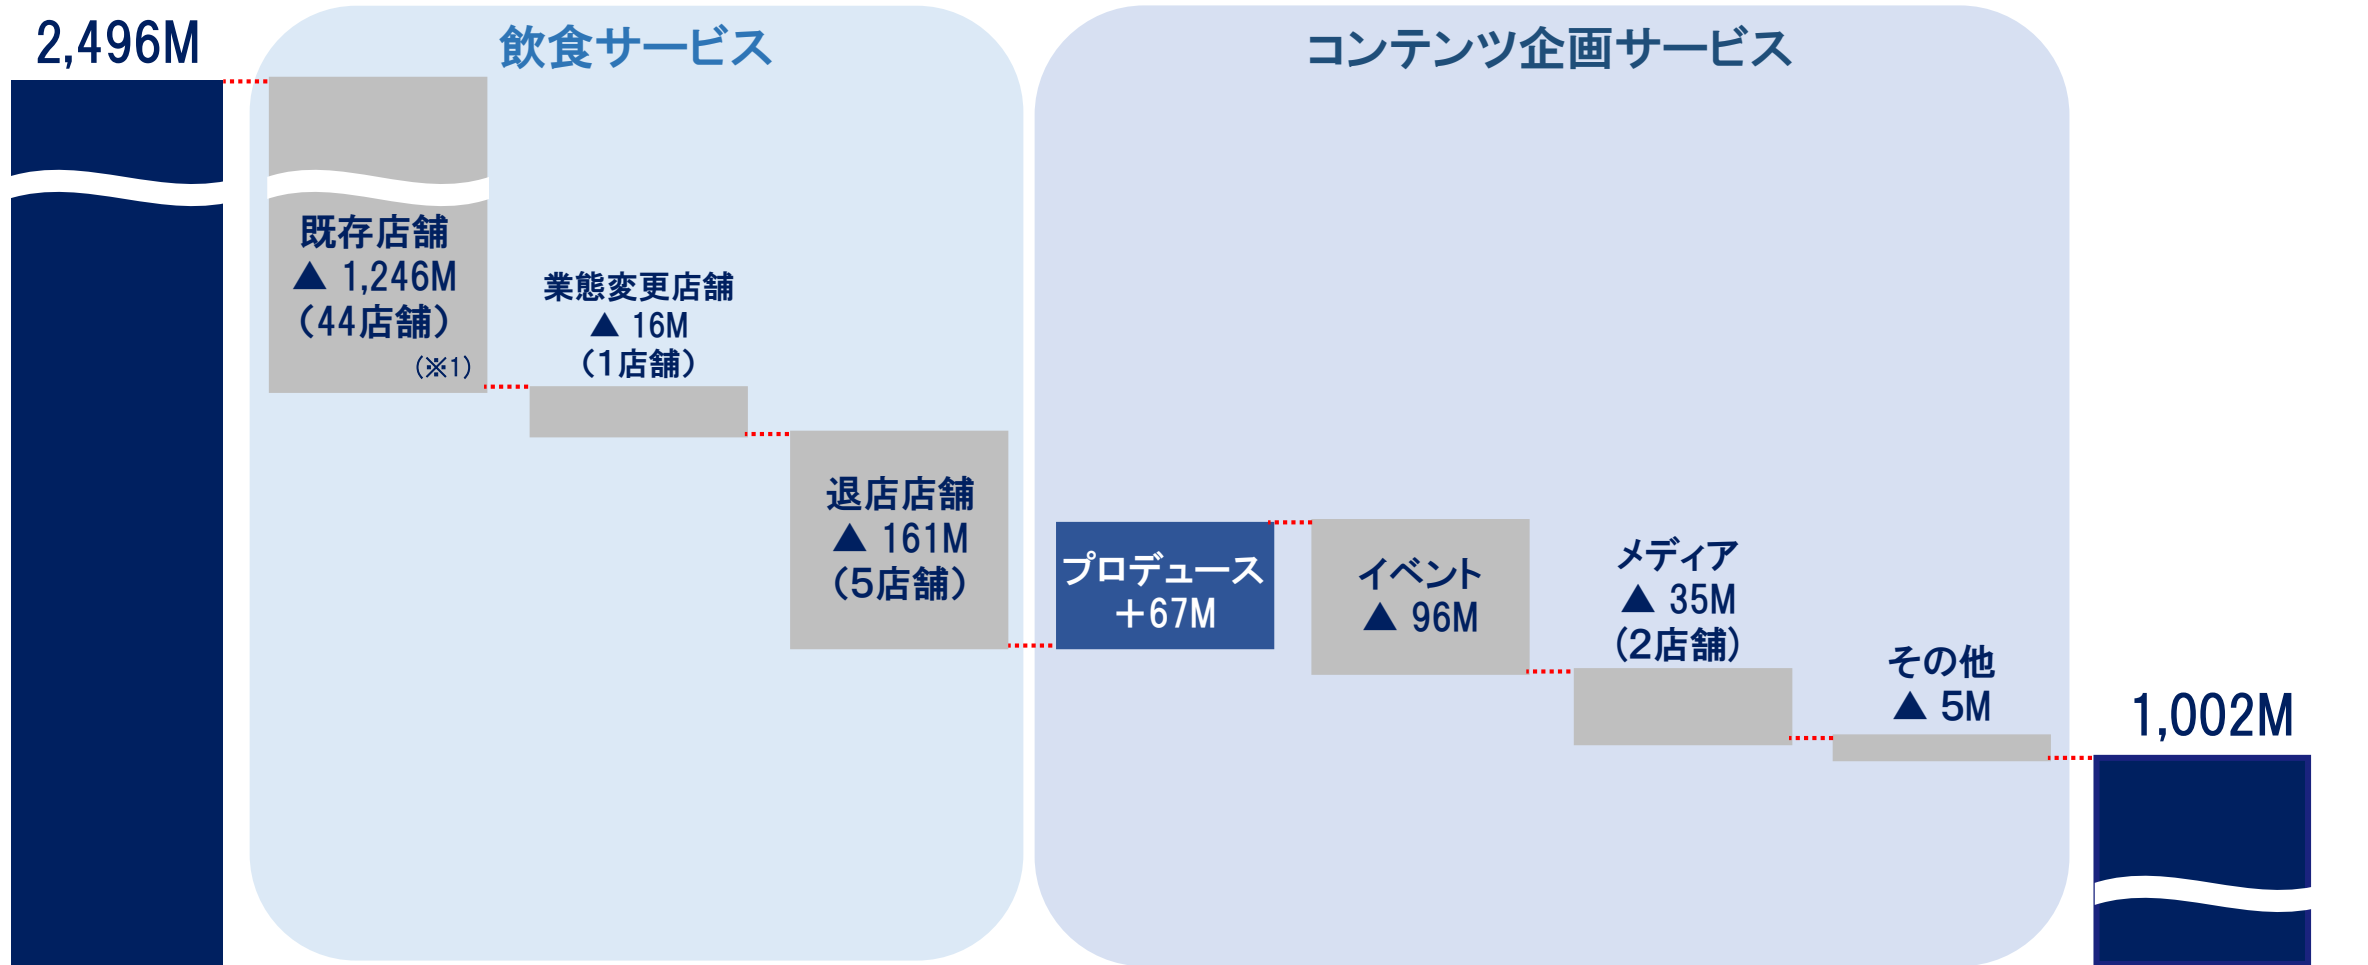 2,496M
飲食サービス
既存店舗
▲ 1,246M
(44店舗)
(※1)
業態変更店舗
▲ 16M
(1店舗)
退店店舗
▲ 161M
(5店舗)
コンテンツ企画サービス
プロデュース
+67M
イベント
▲ 96M
メディア
▲ 35M
(2店舗)
その他
▲ 5M
1,002M